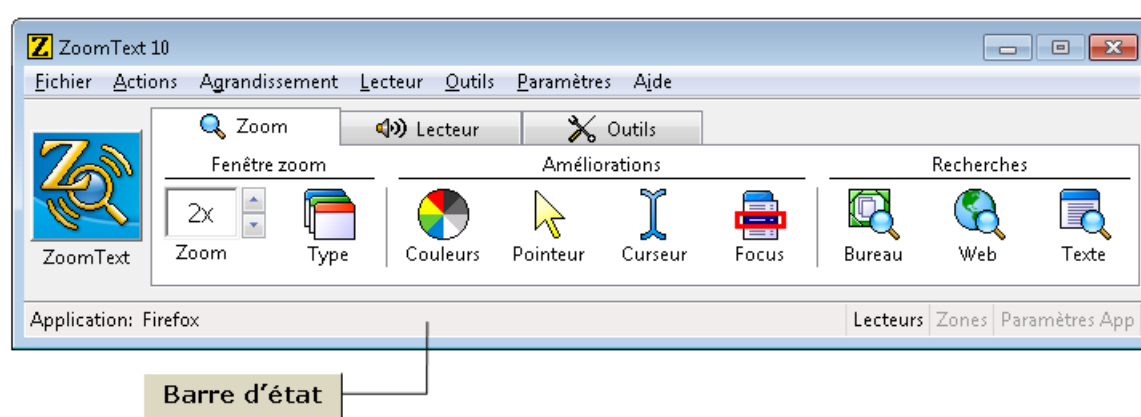 ZoomText 10
Fichier Actions Agrandissement Lecteur Outils Paramètres Aide
Zoom Lecteur Outils
Fenêtre zoom Améliorations Recherches
2x
Zoom Type Couleurs Pointeur Curseur Focus Bureau Web Texte
ZoomText
Application: Firefox Lecteurs Zones Paramètres App
Barre d’état